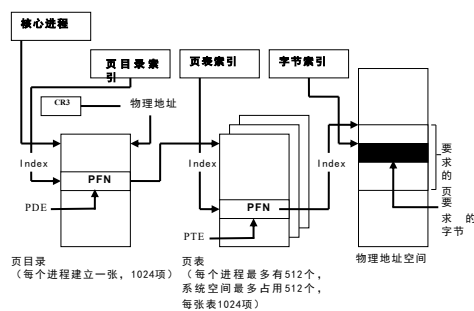 核心进程
页目录索引
页表索引
字节索引
CR3
物理地址
Index
Index
Index
PFN
PFN
PDE
PTE
要求的页
要求的字节
页目录
（每个进程建立一张，1024项）
页表
（每个进程最多有512个，
系统空间最多占用512个，
每张表1024项）
物理地址空间